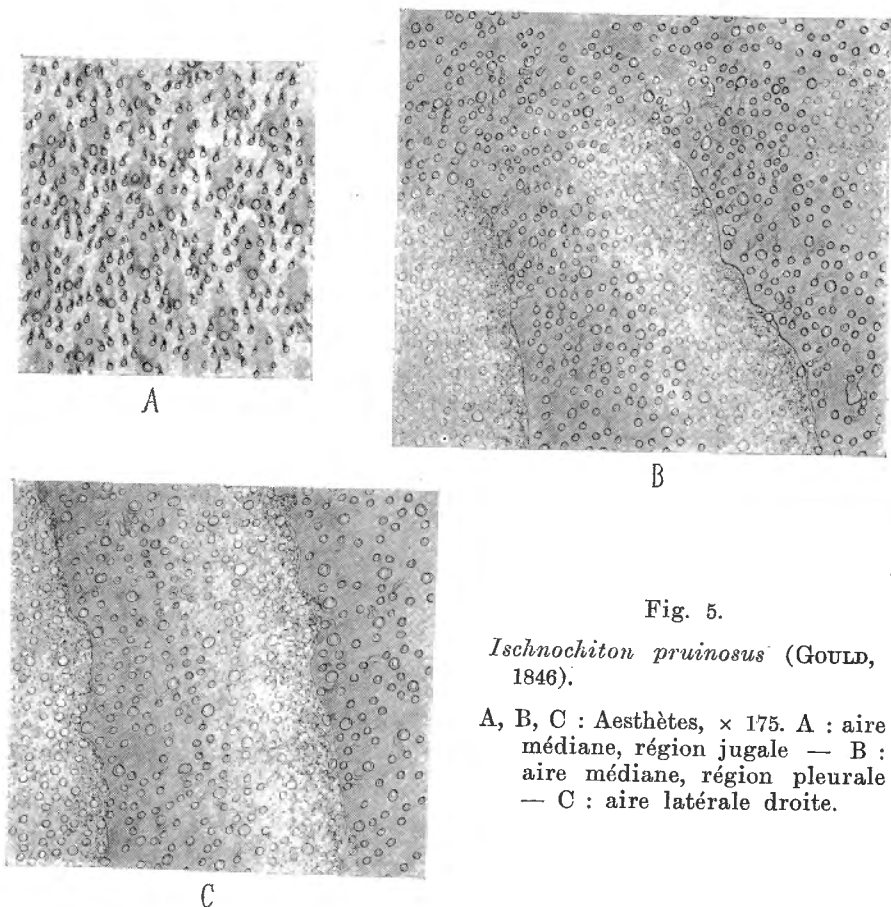 A
B
C
Fig. 5.
Ischnochiton pruinosus (GOULD,
1846).
A, B, C : Aesthètes, × 175. A : aire
médiane, région jugale — B :
aire médiane, région pleurale
— C : aire latérale droite.